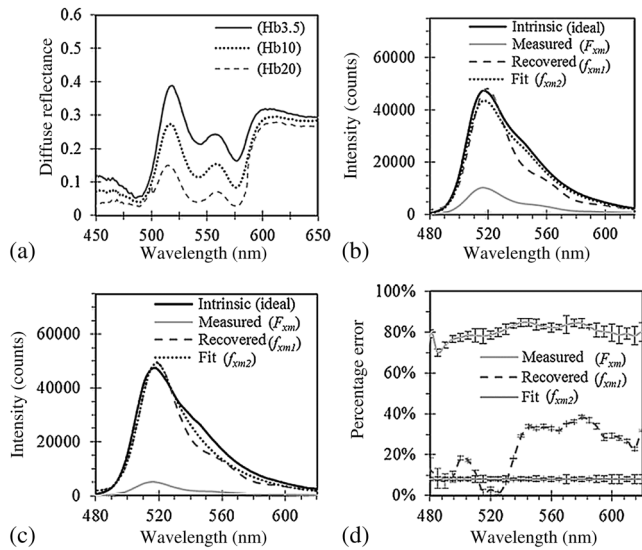 0.6
0.5
0.4
0.3
0.2
0.1
0
Diffuse reflectance
(Hb3.5)
(Hb10)
(Hb20)
450 500 550 600 650
Wavelength (nm)
(a)
60000
40000
20000
0
Intensity (counts)
Intrinsic (ideal)
Measured (Fxm)
Recovered (fxm1)
Fit (fxm2)
480 520 560 600
Wavelength (nm)
(b)
60000
40000
20000
0
Intensity (counts)
Intrinsic (ideal)
Measured (Fxm)
Recovered (fxm1)
Fit (fxm2)
480 520 560 600
Wavelength (nm)
(c)
100%
80%
60%
40%
20%
0%
Percentage error
Measured (Fxm)
Recovered (fxm1)
Fit (fxm2)
480 520 560 600
Wavelength (nm)
(d)